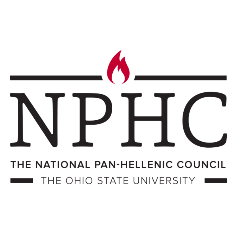 NPHC
THE NATIONAL PAN-HELLENIC COUNCIL
THE OHIO STATE UNIVERSITY